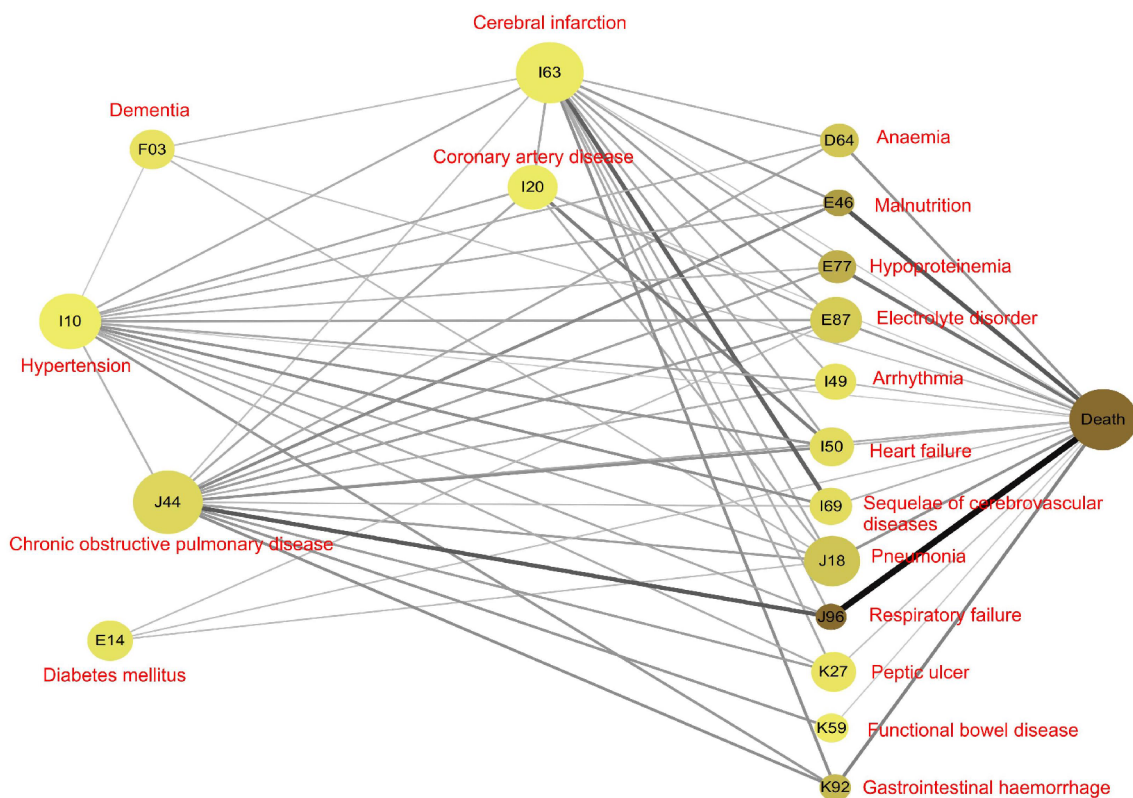 Cerebral infarction
I63
Dementia
F03
Coronary artery disease
I20
D64
Anaemia
E46
Malnutrition
E77
Hypoproteinemia
I10
Hypertension
E87
Electrolyte disorder
I49
Arrhythmia
Death
I50
Heart failure
J44
Chronic obstructive pulmonary disease
I69
Sequelae of cerebrovascular
diseases
J18
Pneumonia
J96
Respiratory failure
E14
Diabetes mellitus
K27
Peptic ulcer
K59
Functional bowel disease
K92
Gastrointestinal haemorrhage